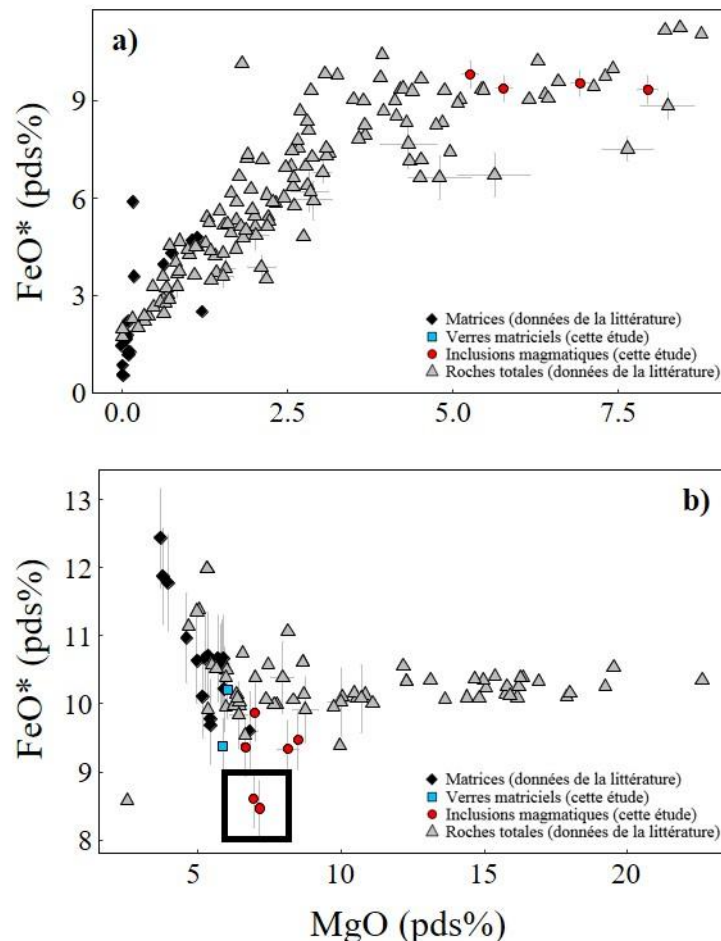 a)
FeO* (pds%)
9
6
3
0
Matrices (données de la littérature)
Verres matriciels (cette étude)
Inclusions magmatiques (cette étude)
Roches totales (données de la littérature)
0.0 2.5 5.0 7.5
b)
FeO* (pds%)
13
12
11
10
9
8
Matrices (données de la littérature)
Verres matriciels (cette étude)
Inclusions magmatiques (cette étude)
Roches totales (données de la littérature)
5 10 15 20
MgO (pds%)